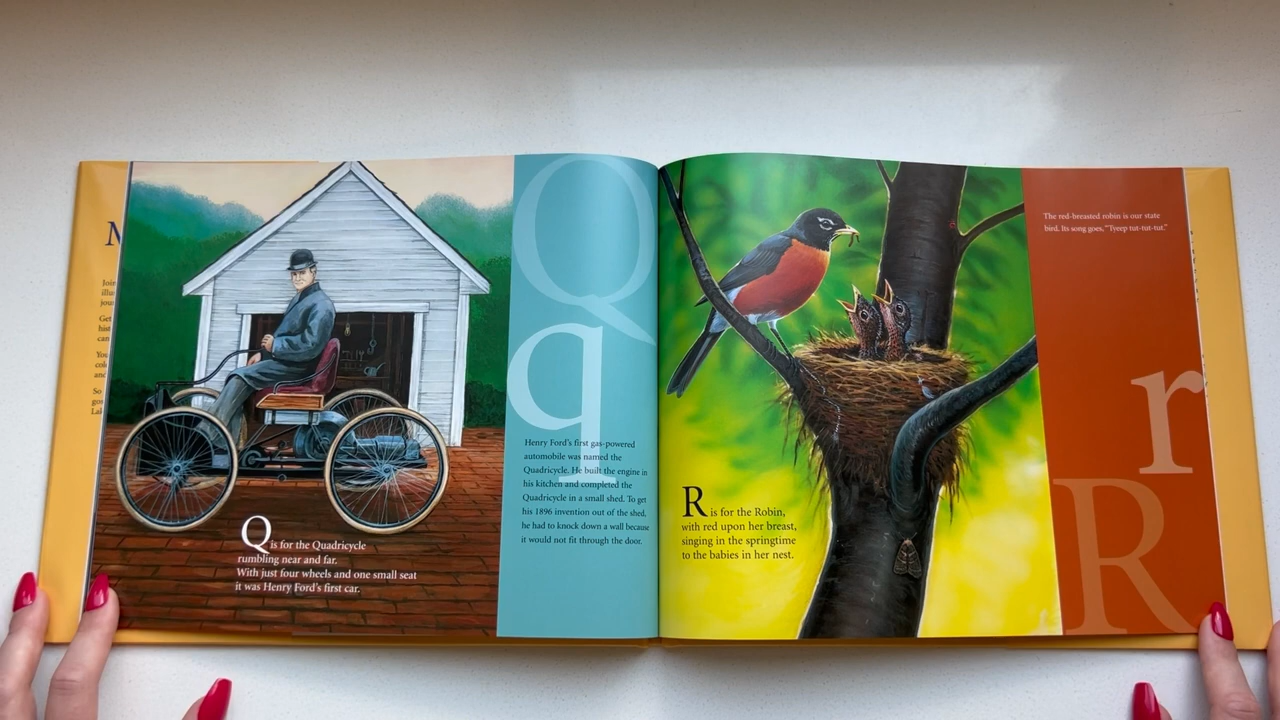 Q
q
Q is for the Quadricycle
rumbling near and far.
With just four wheels and one small seat
it was Henry Ford's first car.
Henry Ford's first gas-powered
automobile was named the
Quadricycle. He built the engine in
his kitchen and completed the
Quadricycle in a small shed. To get
his 1896 invention out of the shed,
he had to knock down a wall because
it would not fit through the door.
R is for the Robin,
with red upon her breast,
singing in the springtime
to the babies in her nest.
The red-breasted robin is our state
bird. Its song goes, "Tyeep tut-tut-tut."
r
R